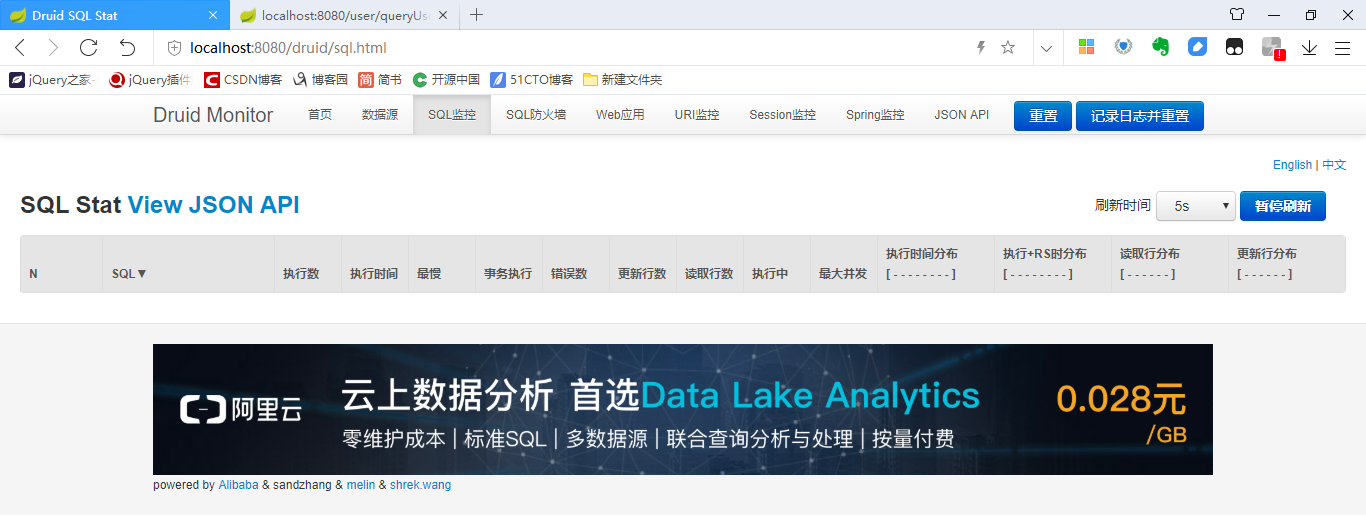 Druid SQL Stat
localhost:8080/user/queryUs
localhost:8080/druid/sql.html
jQuery之家-
jQuery插件
CSDN博客
博客园
简书
开源中国
51CTO博客
新建文件夹
Druid Monitor
首页
数据源
SQL监控
SQL防火墙
Web应用
URI监控
Session监控
Spring监控
JSON API
重置
记录日志并重置
English | 中文
SQL Stat View JSON API
刷新时间
5s
暂停刷新
N
SQL▼
执行数
执行时间
最慢
事务执行
错误数
更新行数
读取行数
执行中
最大并发
执行时间分布
[ - - - - - - - - ]
执行+RS时分布
[ - - - - - - - - ]
读取行分布
[ - - - - - - ]
更新行分布
[ - - - - - - ]
阿里云
云上数据分析 首选Data Lake Analytics
零维护成本 | 标准SQL | 多数据源 | 联合查询分析与处理 | 按量付费
0.028元
/GB
powered by Alibaba & sandzhang & melin & shrek.wang